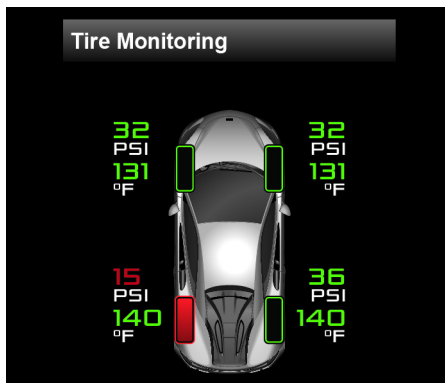 Tire Monitoring
32
PSI
131
°F
32
PSI
131
°F
15
PSI
140
°F
36
PSI
140
°F